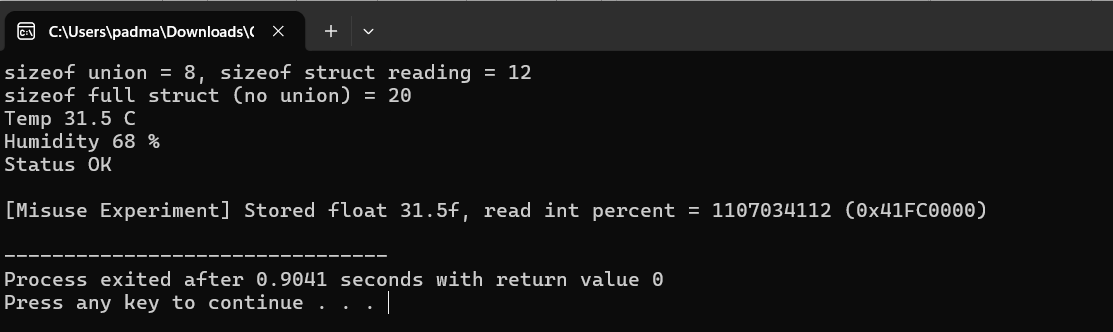 C:\Users\padma\Downloads\C
sizeof union = 8, sizeof struct reading = 12
sizeof full struct (no union) = 20
Temp 31.5 C
Humidity 68 %
Status OK
[Misuse Experiment] Stored float 31.5f, read int percent = 1107034112 (0x41FC0000)
--------------------------------
Process exited after 0.9041 seconds with return value 0
Press any key to continue . . .